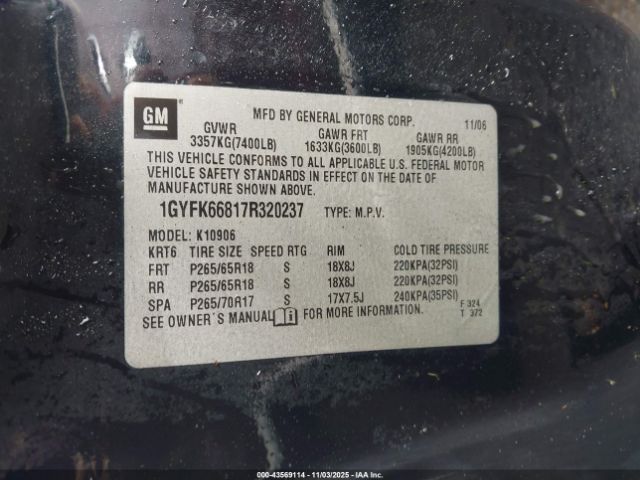 GM
MFD BY GENERAL MOTORS CORP. 11/06
GVWR GAWR FRT GAWR RR
3357KG(7400LB) 1633KG(3600LB) 1905KG(4200LB)
THIS VEHICLE CONFORMS TO ALL APPLICABLE U.S. FEDERAL MOTOR
VEHICLE SAFETY STANDARDS IN EFFECT ON THE DATE OF
MANUFACTURE SHOWN ABOVE.
1GYFK66817R320237 TYPE: M.P.V.
MODEL: K10906
KRT6 TIRE SIZE SPEED RTG RIM COLD TIRE PRESSURE
FRT P265/65R18 S 18X8J 220KPA(32PSI)
RR P265/65R18 S 18X8J 220KPA(32PSI)
SPA P265/70R17 S 17X7.5J 240KPA(35PSI)
F 324
SEE OWNER'S MANUAL FOR MORE INFORMATION. T 372
000-43569114 - 11/03/2025 - IAAI.COM